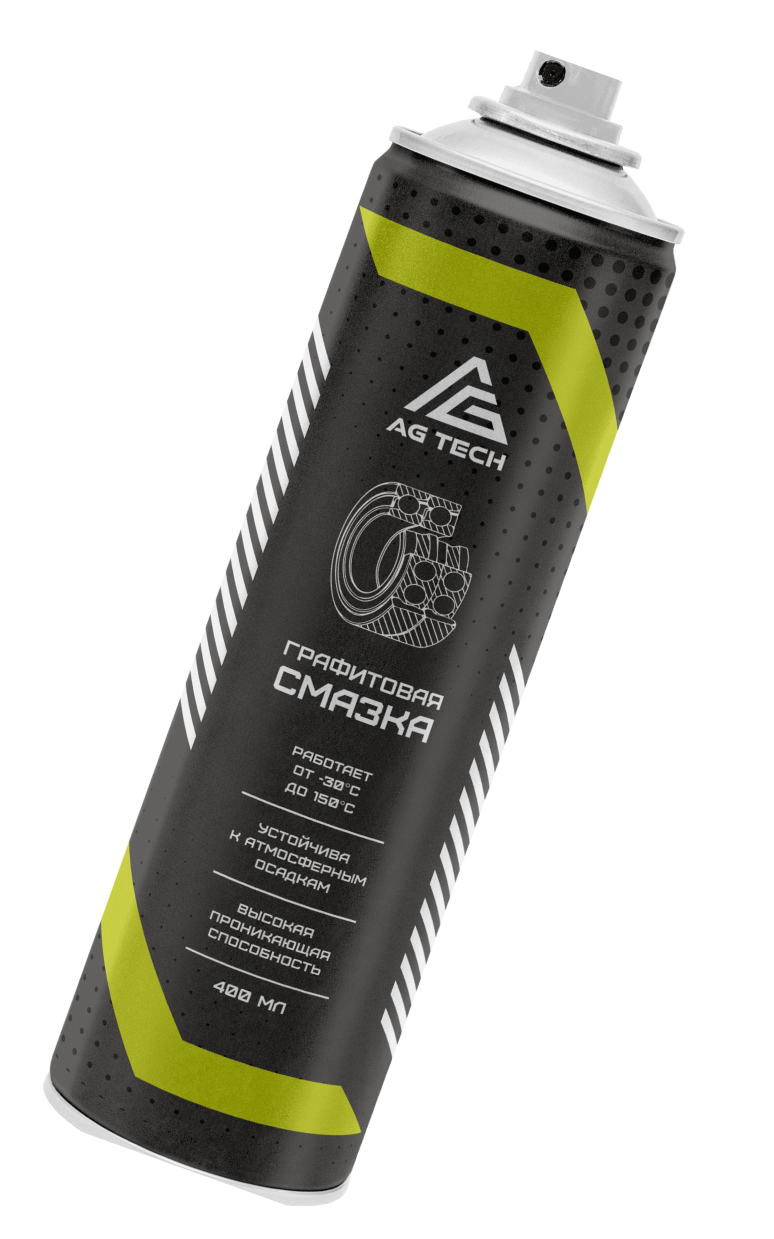 AG TECH
ГРАФИТОВАЯ
СМАЗКА
РАБОТАЕТ
ОТ -30°С
ДО 150°С
УСТОЙЧИВА
К АТМОСФЕРНЫМ
ОСАДКАМ
ВЫСОКАЯ
ПРОНИКАЮЩАЯ
СПОСОБНОСТЬ
400 МЛ